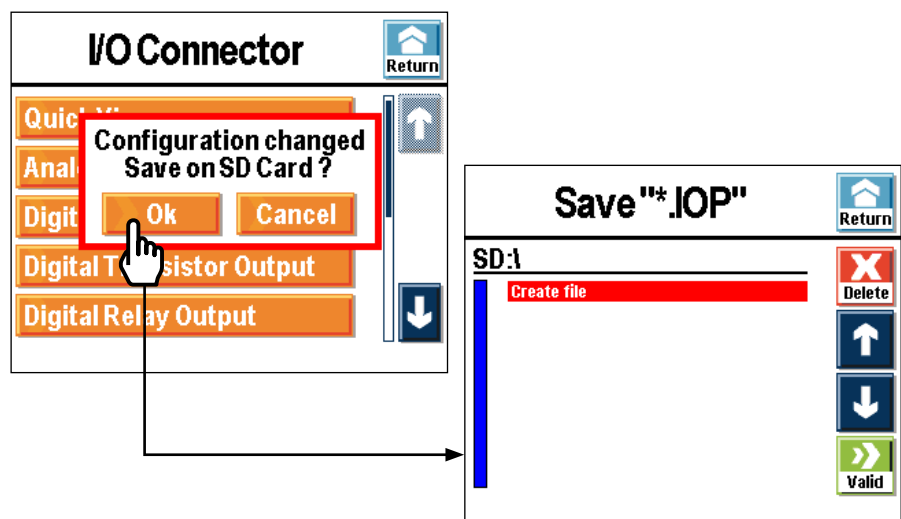 I/O Connector
Return
Configuration changed
Save on SD Card ?
Ok
Cancel
Output
Digital Relay Output
Save "*.IOP"
Return
SD:\
Create file
Delete
Valid